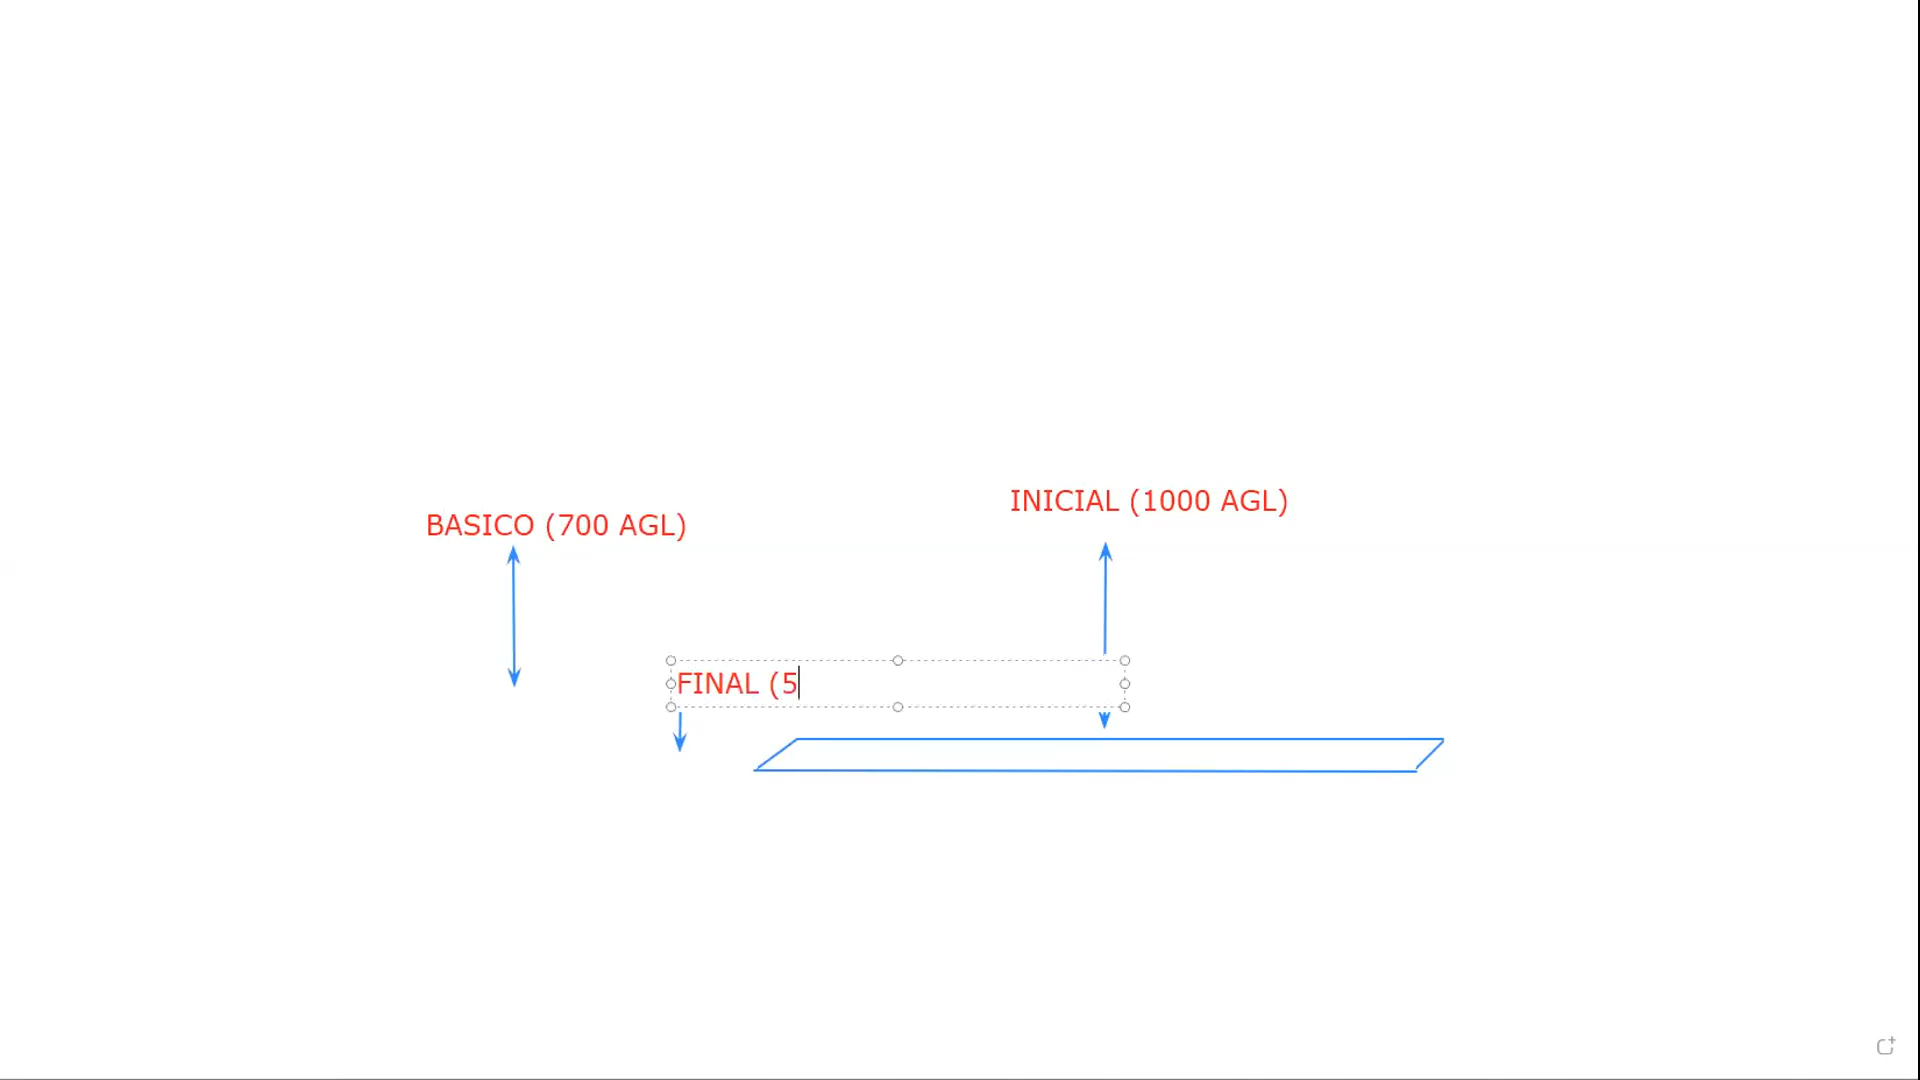 INICIAL (1000 AGL)
BASICO (700 AGL)
FINAL (5